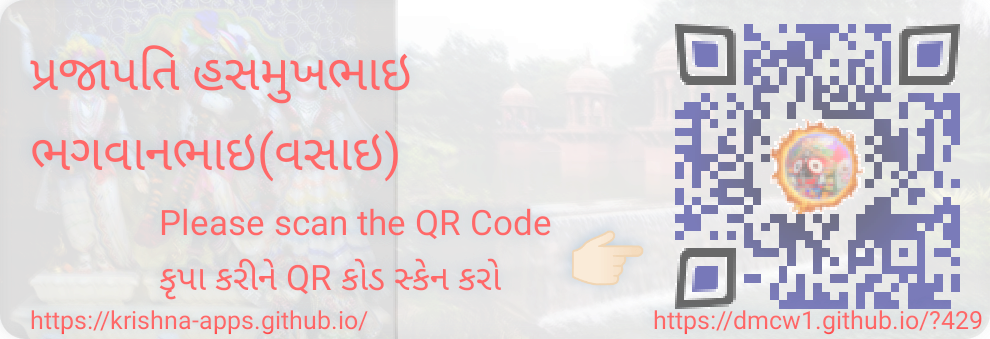 પ્રજાપતિ હસમુખભાઇ
ભગવાનભાઇ(વસાઇ)
Please scan the QR Code
કૃપા કરીને QR કોડ સ્કેન કરો
https://krishna-apps.github.io/
https://dmcw1.github.io/?429